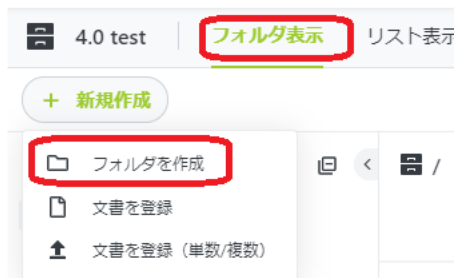 4.0 test フォルダ表示 リスト表示
+ 新規作成
フォルダを作成
/
文書を登録
文書を登録（単数/複数）